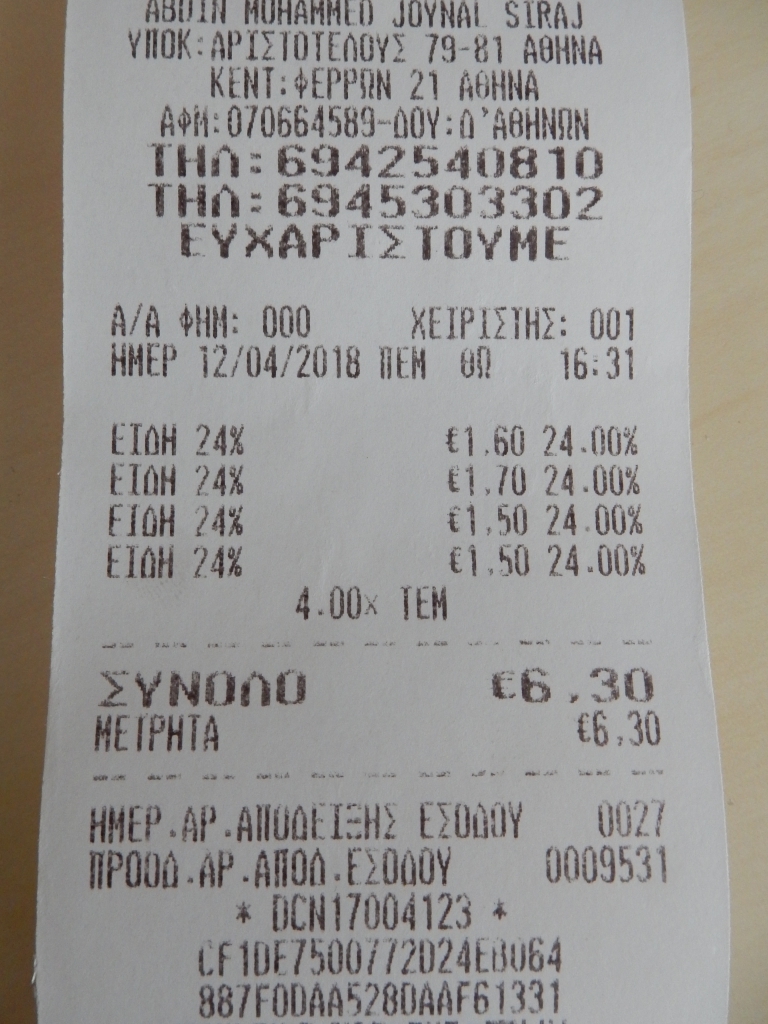 ABDIN MOHAMMED JOYNAL SIRAJ
ΥΠΟΚ:ΑΡΙΣΤΟΤΕΛΟΥΣ 79-81 ΑΘΗΝΑ
ΚΕΝΤ:ΦΕΡΡΩΝ 21 ΑΘΗΝΑ
ΑΦΜ:070664589-ΔΟΥ:Δ'ΑΘΗΝΩΝ
ΤΗΛ:6942540810
ΤΗΛ:6945303302
ΕΥΧΑΡΙΣΤΟΥΜΕ
Α/Α ΦΗΜ: 000 ΧΕΙΡΙΣΤΗΣ: 001
ΗΜΕΡ 12/04/2018 ΠΕΜ ΘΩ 16:31
ΕΙΔΗ 24% €1,60 24.00%
ΕΙΔΗ 24% €1,70 24.00%
ΕΙΔΗ 24% €1,50 24.00%
ΕΙΔΗ 24% €1,50 24.00%
4.00x ΤΕΜ
ΣΥΝΟΛΟ €6,30
ΜΕΤΡΗΤΑ €6,30
ΗΜΕΡ.ΑΡ.ΑΠΟΔΕΙΞΗΣ ΕΣΟΔΟΥ 0027
ΠΡΟΟΔ.ΑΡ.ΑΠΟΔ.ΕΣΟΔΟΥ 0009531
* DCN17004123 *
CF1DE7500772D24EB064
887F0DAA528DAAF61331